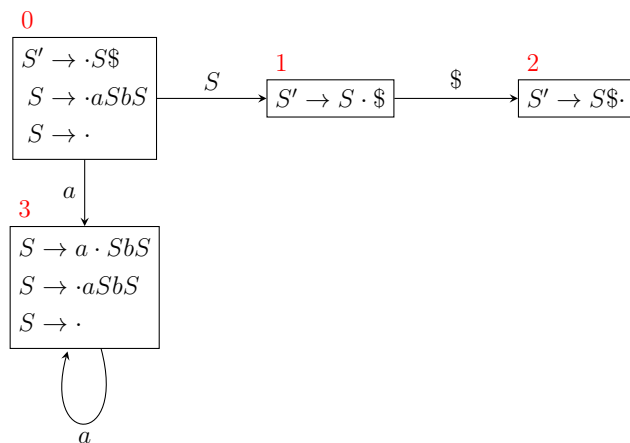 0
S′ → ·S$
S → ·aSbS
S → ·
S
1
S′ → S · $
$
2
S′ → S$·
a
3
S → a · SbS
S → ·aSbS
S → ·
a